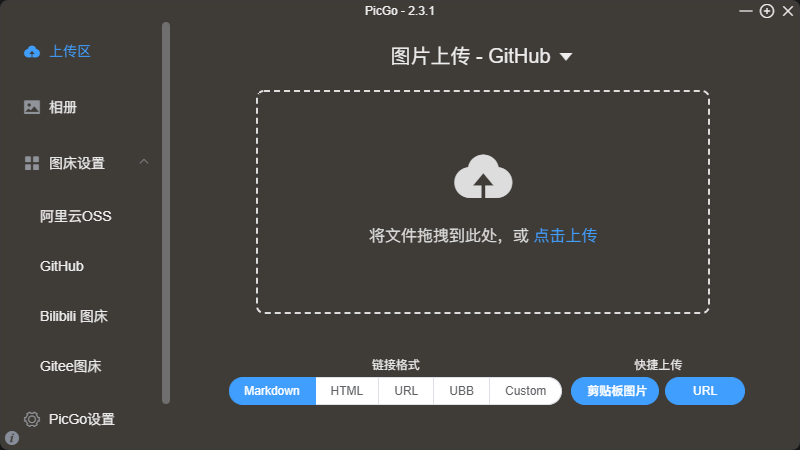 PicGo - 2.3.1
上传区
相册
图床设置
阿里云OSS
GitHub
Bilibili 图床
Gitee图床
PicGo设置
图片上传 - GitHub
将文件拖拽到此处，或 点击上传
链接格式
Markdown HTML URL UBB Custom
快捷上传
剪贴板图片 URL